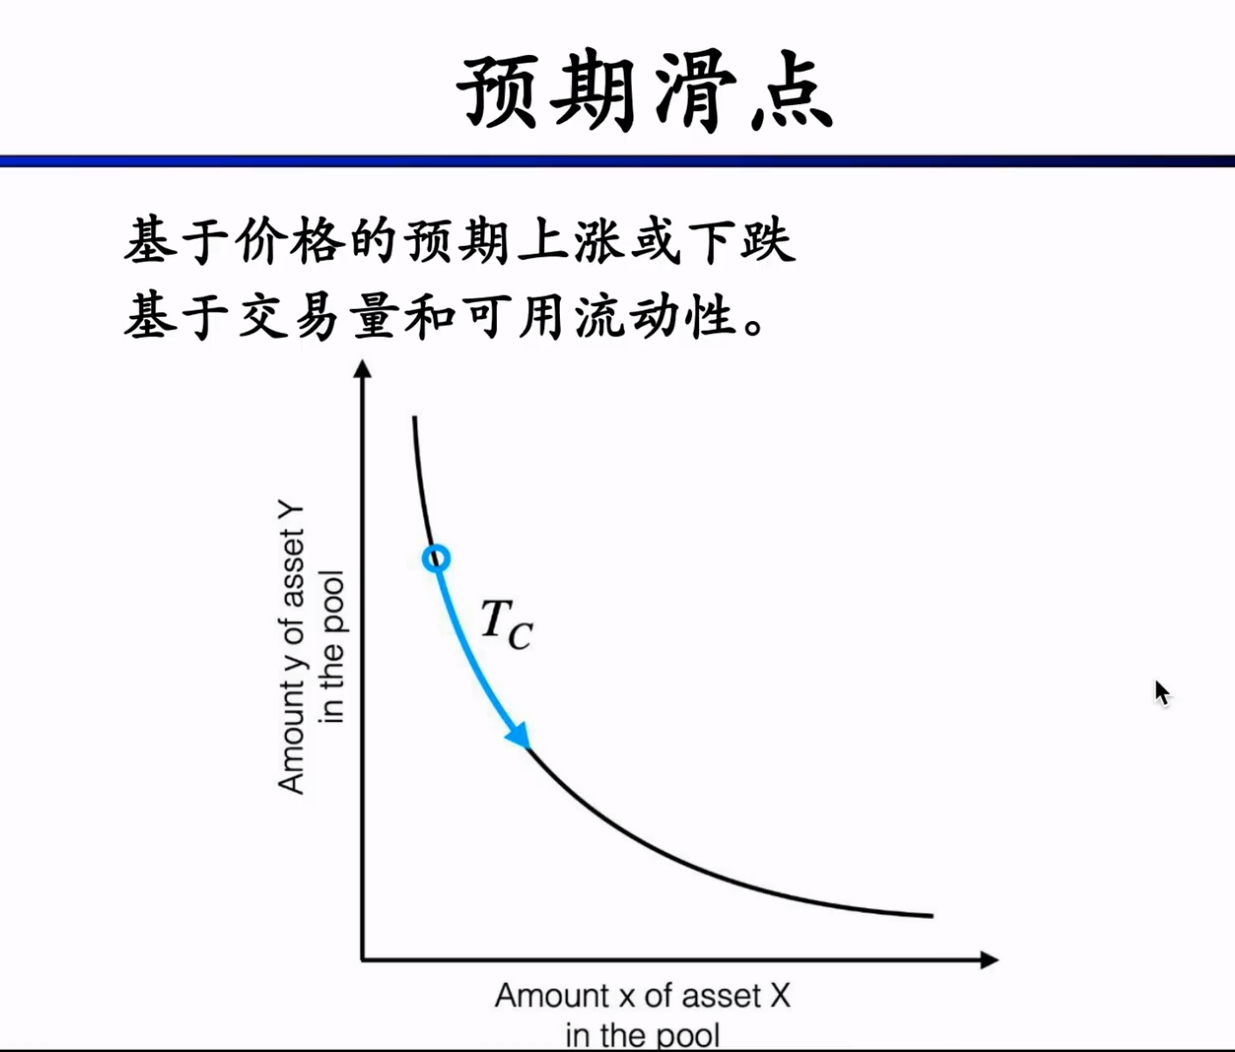 预期滑点
基于价格的预期上涨或下跌
基于交易量和可用流动性。
Amount y of asset Y
in the pool
T_C
Amount x of asset X
in the pool